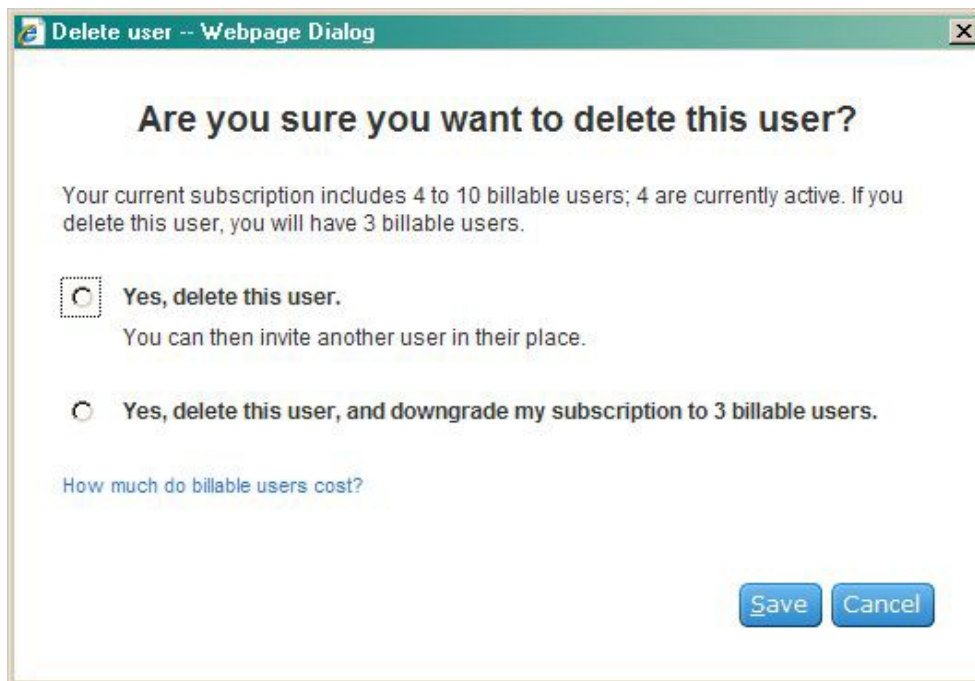 Delete user -- Webpage Dialog
Are you sure you want to delete this user?
Your current subscription includes 4 to 10 billable users; 4 are currently active. If you
delete this user, you will have 3 billable users.
Yes, delete this user.
You can then invite another user in their place.
Yes, delete this user, and downgrade my subscription to 3 billable users.
How much do billable users cost?
Save Cancel